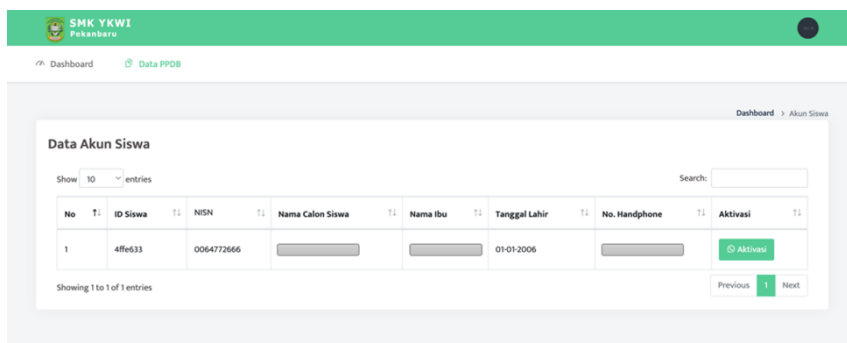 SMK YKWI
Pekanbaru
Dashboard Data PPDB
Dashboard > Akun Siswa
Data Akun Siswa
Show 10 entries Search:
No ID Siswa NISN Nama Calon Siswa Nama Ibu Tanggal Lahir No. Handphone Aktivasi
1 4ffe633 0064772666 01-01-2006 Aktivasi
Showing 1 to 1 of 1 entries Previous 1 Next